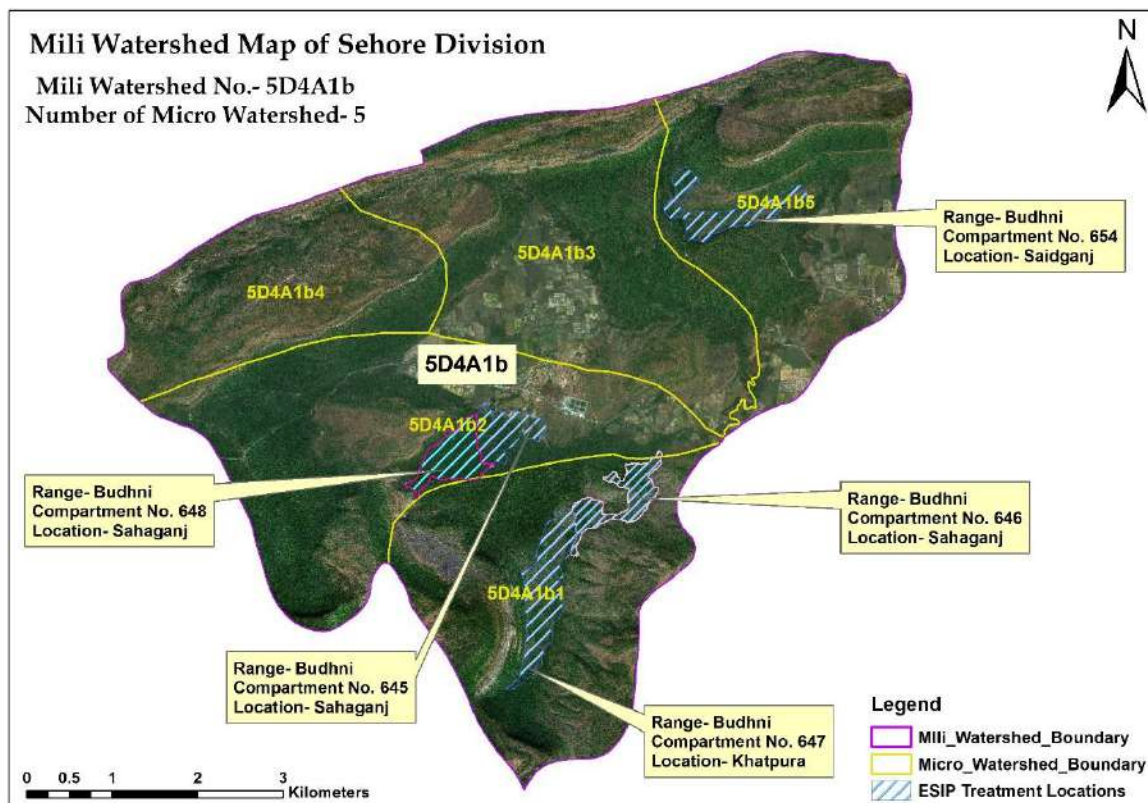 Mili Watershed Map of Sehore Division
Mili Watershed No.- 5D4A1b
Number of Micro Watershed- 5
N
5D4A1b5
Range- Budhni
Compartment No. 654
Location- Saidganj
5D4A1b3
5D4A1b4
5D4A1b
5D4A1b2
Range- Budhni
Compartment No. 648
Location- Sahaganj
Range- Budhni
Compartment No. 646
Location- Sahaganj
5D4A1b1
Range- Budhni
Compartment No. 645
Location- Sahaganj
Range- Budhni
Compartment No. 647
Location- Khatpura
Legend
Mili_Watershed_Boundary
Micro_Watershed_Boundary
ESIP Treatment Locations
0 0.5 1 2 3
Kilometers